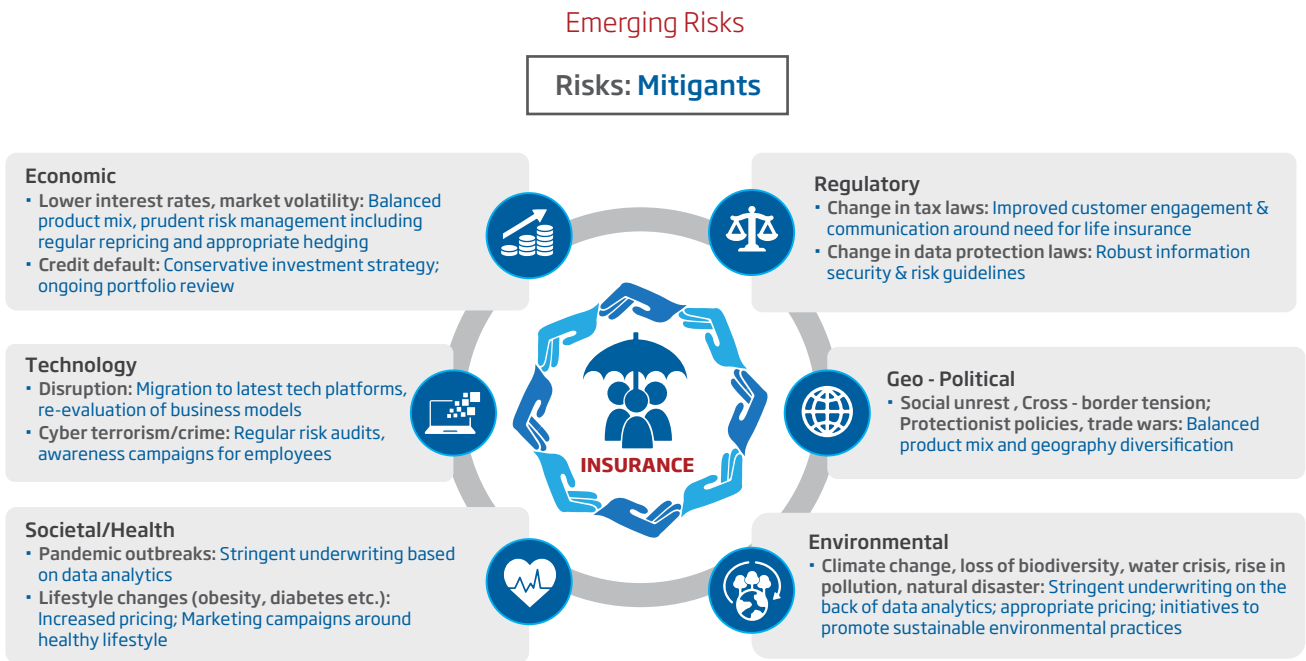 Emerging Risks
Risks: Mitigants
Economic
• Lower interest rates, market volatility: Balanced
product mix, prudent risk management including
regular repricing and appropriate hedging
• Credit default: Conservative investment strategy;
ongoing portfolio review
Technology
• Disruption: Migration to latest tech platforms,
re-evaluation of business models
• Cyber terrorism/crime: Regular risk audits,
awareness campaigns for employees
Societal/Health
• Pandemic outbreaks: Stringent underwriting based
on data analytics
• Lifestyle changes (obesity, diabetes etc.):
Increased pricing; Marketing campaigns around
healthy lifestyle
INSURANCE
Regulatory
• Change in tax laws: Improved customer engagement &
communication around need for life insurance
• Change in data protection laws: Robust information
security & risk guidelines
Geo - Political
• Social unrest , Cross - border tension;
Protectionist policies, trade wars: Balanced
product mix and geography diversification
Environmental
• Climate change, loss of biodiversity, water crisis, rise in
pollution, natural disaster: Stringent underwriting on the
back of data analytics; appropriate pricing; initiatives to
promote sustainable environmental practices